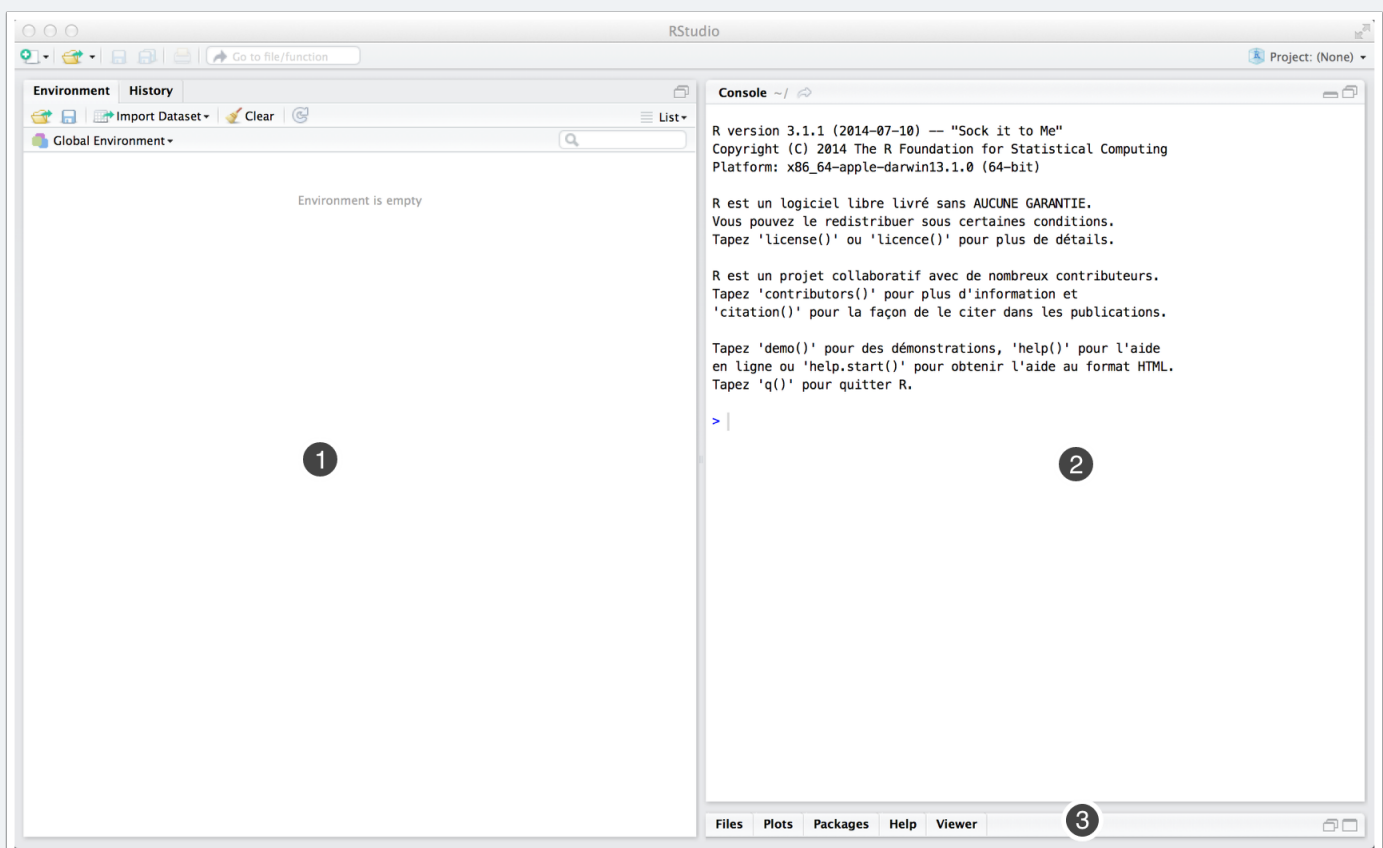 RStudio
Go to file/function
Project: (None)
Environment History
Import Dataset Clear List
Global Environment
Environment is empty
1
Console ~/
R version 3.1.1 (2014-07-10) -- "Sock it to Me"
Copyright (C) 2014 The R Foundation for Statistical Computing
Platform: x86_64-apple-darwin13.1.0 (64-bit)
R est un logiciel libre livré sans AUCUNE GARANTIE.
Vous pouvez le redistribuer sous certaines conditions.
Tapez 'license()' ou 'licence()' pour plus de détails.
R est un projet collaboratif avec de nombreux contributeurs.
Tapez 'contributors()' pour plus d'information et
'citation()' pour la façon de le citer dans les publications.
Tapez 'demo()' pour des démonstrations, 'help()' pour l'aide
en ligne ou 'help.start()' pour obtenir l'aide au format HTML.
Tapez 'q()' pour quitter R.
>
2
Files Plots Packages Help Viewer
3